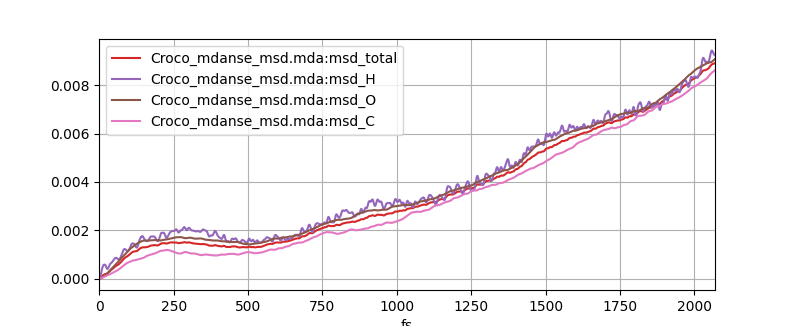 Croco_mdanse_msd.mda:msd_total
Croco_mdanse_msd.mda:msd_H
Croco_mdanse_msd.mda:msd_O
Croco_mdanse_msd.mda:msd_C
0.008
0.006
0.004
0.002
0.000
0 250 500 750 1000 1250 1500 1750 2000
fs